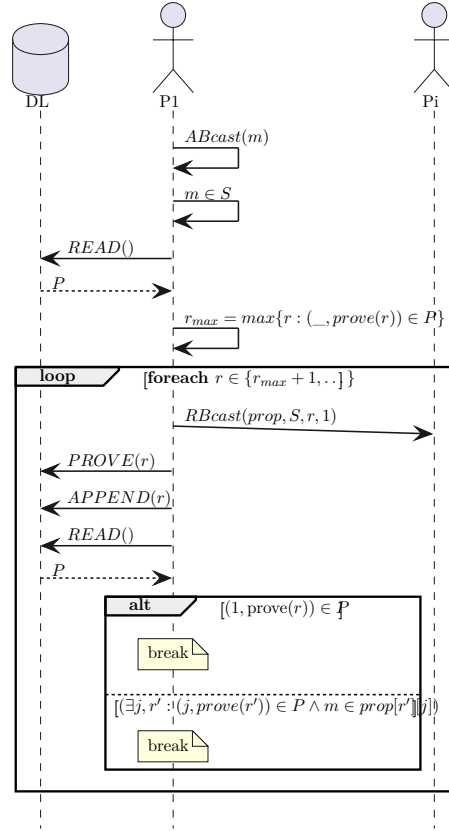 DL P1 Pi
ABcast(m)
m ∈ S
READ()
P
r_max = max{r : (_, prove(r)) ∈ P}
loop [foreach r ∈ {r_max + 1, ..] }
RBcast(prop, S, r, 1)
PROVE(r)
APPEND(r)
READ()
P
alt [(1, prove(r)) ∈ P]
break
[(∃j, r' : (j, prove(r')) ∈ P ∧ m ∈ prop[r'][j])]
break